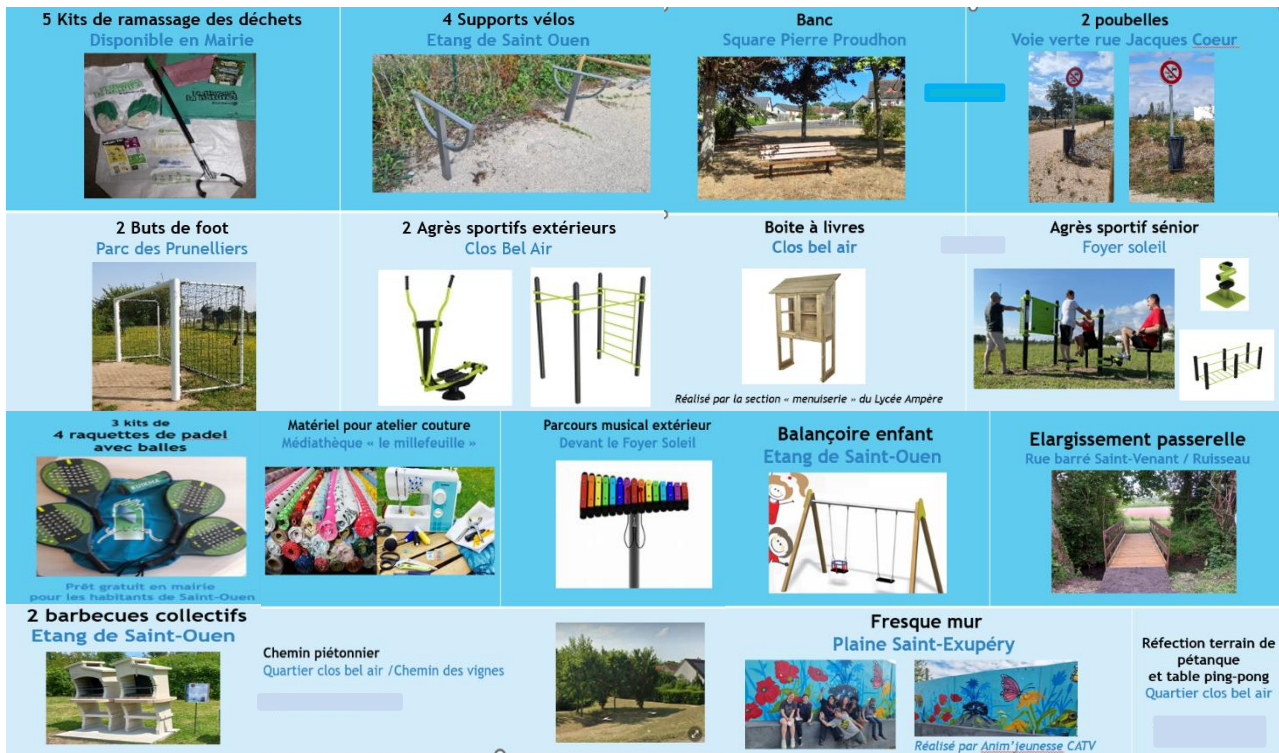 5 Kits de ramassage des déchets
Disponible en Mairie
4 Supports vélos
Etang de Saint Ouen
Banc
Square Pierre Proudhon
2 poubelles
Voie verte rue Jacques Coeur
2 Buts de foot
Parc des Prunelliers
2 Agrès sportifs extérieurs
Clos Bel Air
Boite à livres
Clos bel air
Réalisé par la section « menuiserie » du Lycée Ampère
Agrès sportif sénior
Foyer soleil
3 kits de
4 raquettes de padel
avec balles
Prêt gratuit en mairie
pour les habitants de Saint-Ouen
Matériel pour atelier couture
Médiathèque « le millefeuille »
Parcours musical extérieur
Devant le Foyer Soleil
Balançoire enfant
Etang de Saint-Ouen
Elargissement passerelle
Rue barré Saint-Venant / Ruisseau
2 barbecues collectifs
Etang de Saint-Ouen
Chemin piétonnier
Quartier clos bel air /Chemin des vignes
Fresque mur
Plaine Saint-Exupéry
Réalisé par Anim'jeunesse CATV
Réfection terrain de
pétanque
et table ping-pong
Quartier clos bel air